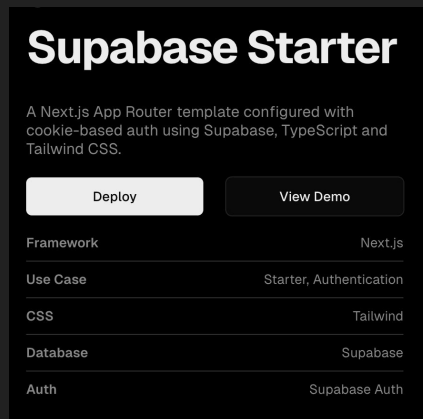 Supabase Starter
A Next.js App Router template configured with
cookie-based auth using Supabase, TypeScript and
Tailwind CSS.
Deploy
View Demo
Framework
Next.js
Use Case
Starter, Authentication
CSS
Tailwind
Database
Supabase
Auth
Supabase Auth